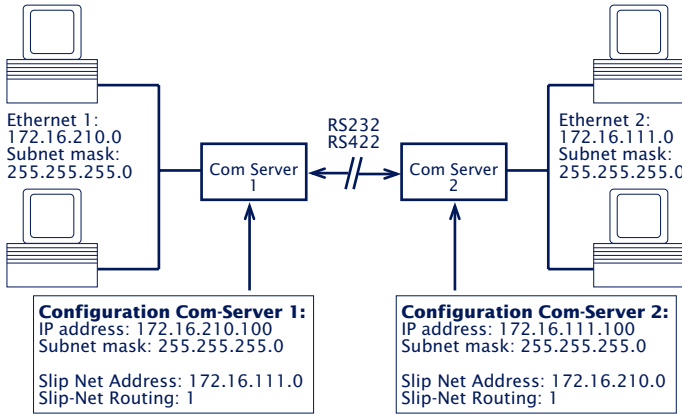 Ethernet 1:
172.16.210.0
Subnet mask:
255.255.255.0
RS232
RS422
Ethernet 2:
172.16.111.0
Subnet mask:
255.255.255.0
Com Server
1
Com Server
2
Configuration Com-Server 1:
IP address: 172.16.210.100
Subnet mask: 255.255.255.0
Slip Net Address: 172.16.111.0
Slip-Net Routing: 1
Configuration Com-Server 2:
IP address: 172.16.111.100
Subnet mask: 255.255.255.0
Slip Net Address: 172.16.210.0
Slip-Net Routing: 1